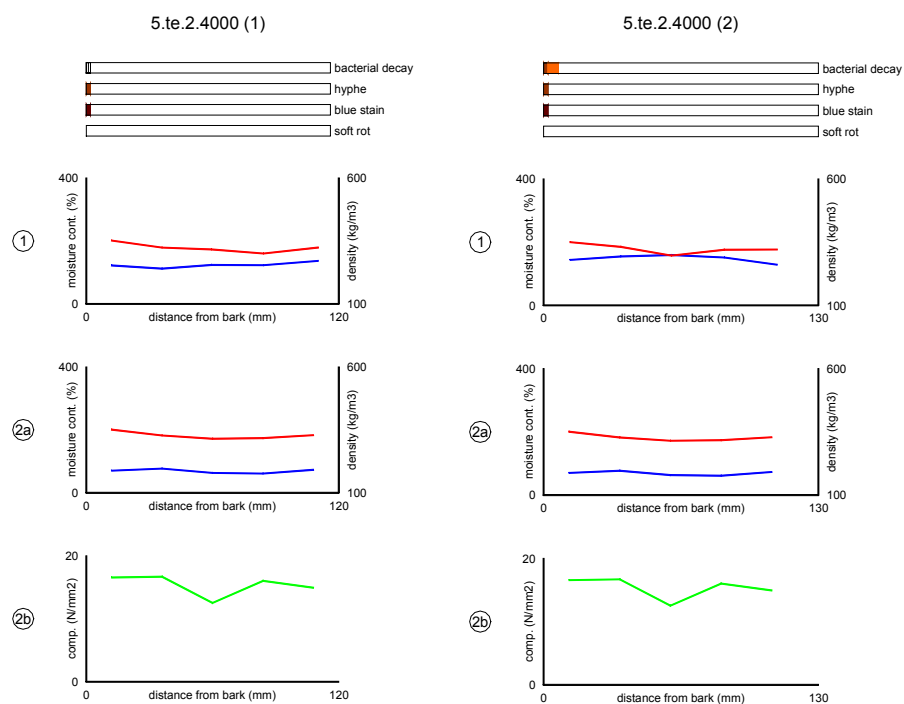 5.te.2.4000 (1)
bacterial decay
hyphe
blue stain
soft rot
1
400
600
moisture cont. (%)
density (kg/m3)
0
100
0
distance from bark (mm)
120
2a
400
600
moisture cont. (%)
density (kg/m3)
0
100
0
distance from bark (mm)
120
2b
20
comp. (N/mm2)
0
0
distance from bark (mm)
120
5.te.2.4000 (2)
bacterial decay
hyphe
blue stain
soft rot
1
400
600
moisture cont. (%)
density (kg/m3)
0
100
0
distance from bark (mm)
130
2a
400
600
moisture cont. (%)
density (kg/m3)
0
100
0
distance from bark (mm)
130
2b
20
comp. (N/mm2)
0
0
distance from bark (mm)
130